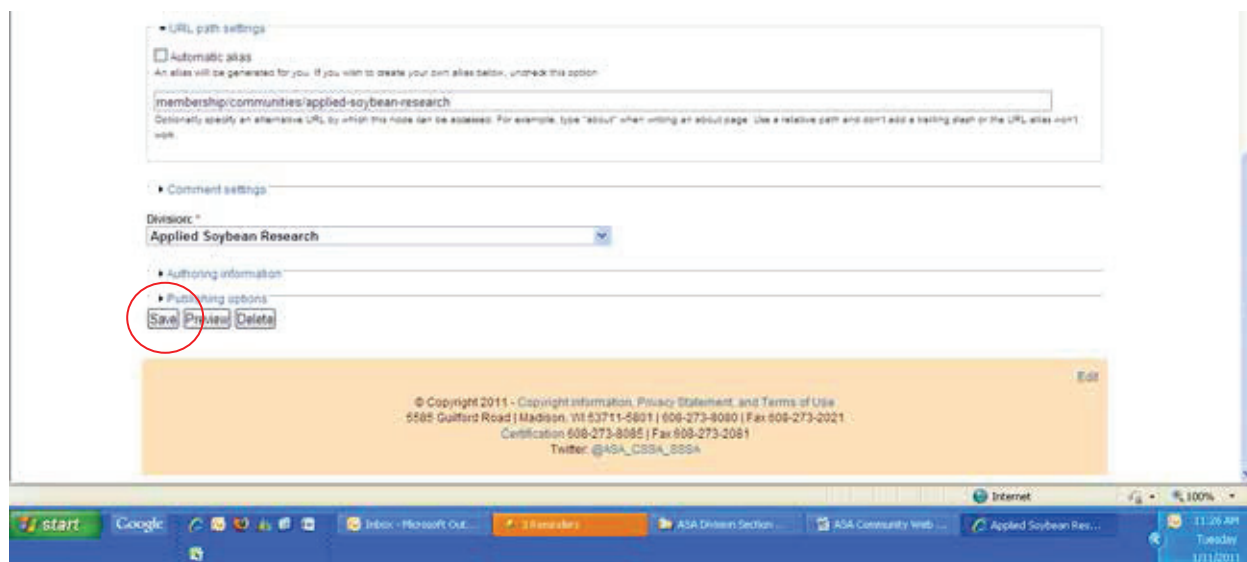 URL path settings
Automatic alias
An alias will be generated for you. If you wish to create your own alias below, uncheck this option.
membership/communities/applied-soybean-research
Optionally specify an alternative URL by which this node can be accessed. For example, type "about" when writing an about page. Use a relative path and don't add a trailing slash or the URL alias won't
work.
Comment settings
Division: *
Applied Soybean Research
Authoring information
Publishing options
Save Preview Delete
Edit
© Copyright 2011 - Copyright information, Privacy Statement, and Terms of Use
5585 Guilford Road | Madison, WI 53711-5801 | 608-273-8080 | Fax 608-273-2021
Certification 608-273-8085 | Fax 608-273-2081
Twitter: @ASA_CSSA_SSSA
Internet 100%
start Google Inbox - Microsoft Out... 3 Reminders ASA Division Section ... ASA Community Web ... Applied Soybean Res... 11:26 AM
Tuesday
1/11/2011